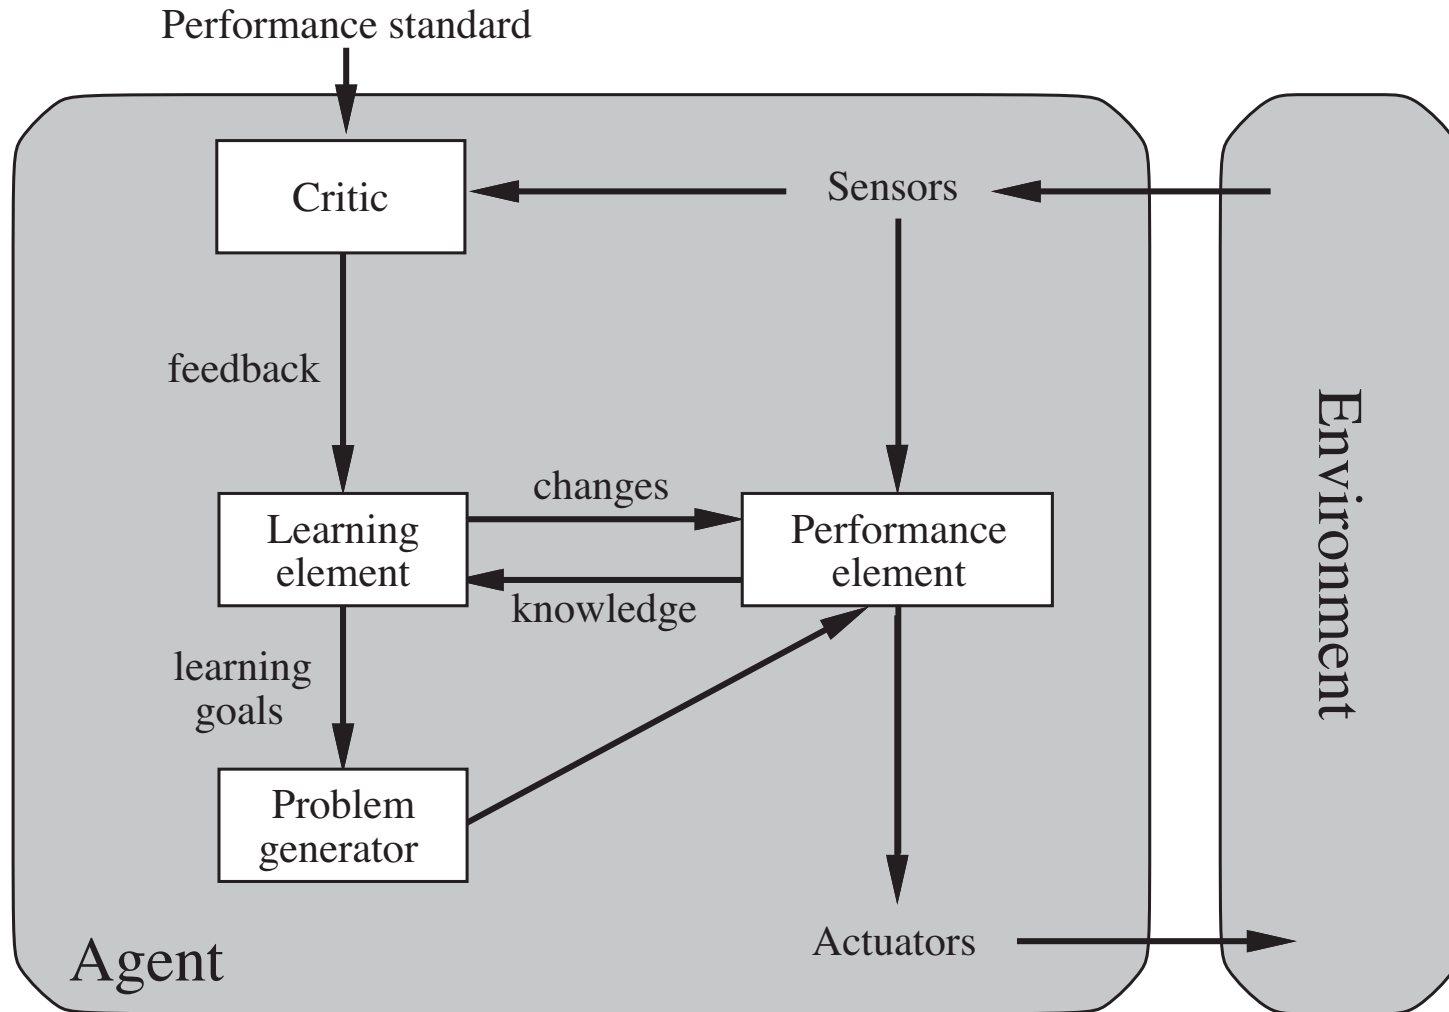 Performance standard
Critic
Sensors
feedback
changes
Learning
element
Performance
element
knowledge
Environment
learning
goals
Problem
generator
Actuators
Agent